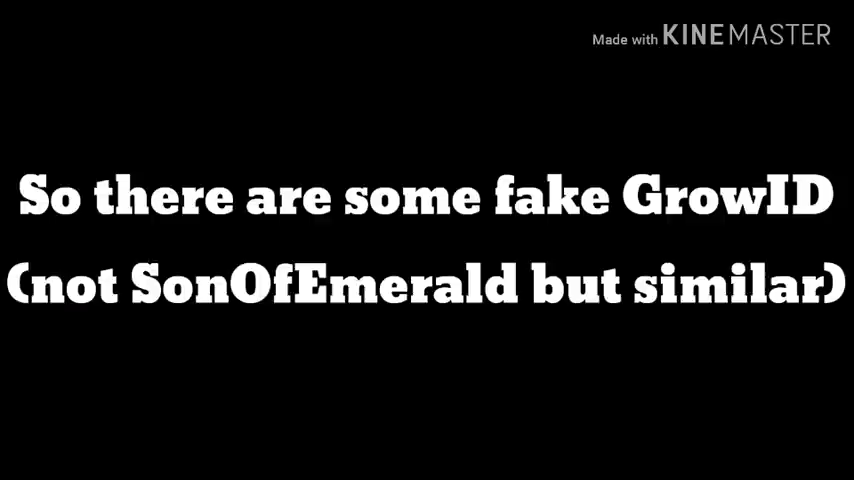 Made with KINEMASTER
So there are some fake GrowID
(not SonOfEmerald but similar)